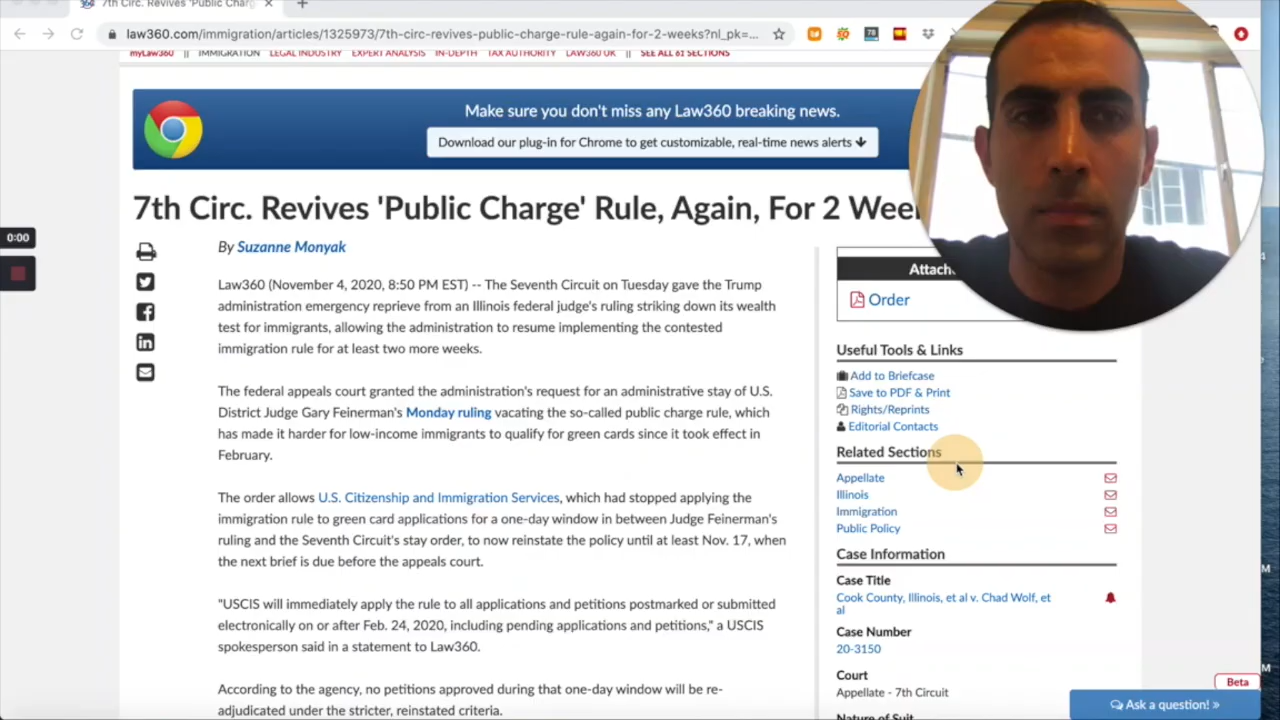 7th Circ. Revives 'Public Charg
law360.com/immigration/articles/1325973/7th-circ-revives-public-charge-rule-again-for-2-weeks?nl_pk=...
myLaw360 || IMMIGRATION LEGAL INDUSTRY EXPERT ANALYSIS IN-DEPTH TAX AUTHORITY LAW360 UK || SEE ALL 61 SECTIONS
Make sure you don't miss any Law360 breaking news.
Download our plug-in for Chrome to get customizable, real-time news alerts
7th Circ. Revives 'Public Charge' Rule, Again, For 2 Wee
0:00
By Suzanne Monyak
Law360 (November 4, 2020, 8:50 PM EST) -- The Seventh Circuit on Tuesday gave the Trump
administration emergency reprieve from an Illinois federal judge's ruling striking down its wealth
test for immigrants, allowing the administration to resume implementing the contested
immigration rule for at least two more weeks.
The federal appeals court granted the administration's request for an administrative stay of U.S.
District Judge Gary Feinerman's Monday ruling vacating the so-called public charge rule, which
has made it harder for low-income immigrants to qualify for green cards since it took effect in
February.
The order allows U.S. Citizenship and Immigration Services, which had stopped applying the
immigration rule to green card applications for a one-day window in between Judge Feinerman's
ruling and the Seventh Circuit's stay order, to now reinstate the policy until at least Nov. 17, when
the next brief is due before the appeals court.
"USCIS will immediately apply the rule to all applications and petitions postmarked or submitted
electronically on or after Feb. 24, 2020, including pending applications and petitions," a USCIS
spokesperson said in a statement to Law360.
According to the agency, no petitions approved during that one-day window will be re-
adjudicated under the stricter, reinstated criteria.
Attach
Order
Useful Tools & Links
Add to Briefcase
Save to PDF & Print
Rights/Reprints
Editorial Contacts
Related Sections
Appellate
Illinois
Immigration
Public Policy
Case Information
Case Title
Cook County, Illinois, et al v. Chad Wolf, et
al
Case Number
20-3150
Court
Appellate - 7th Circuit
Nature of Suit
Beta
Ask a question! »